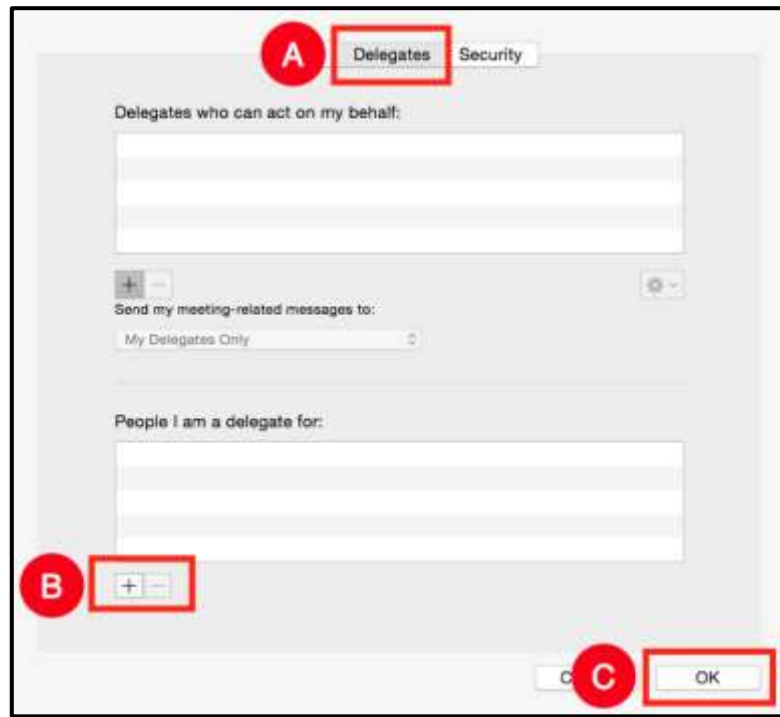 A Delegates Security
Delegates who can act on my behalf:
+ −
Send my meeting-related messages to:
My Delegates Only
People I am a delegate for:
B + −
C OK